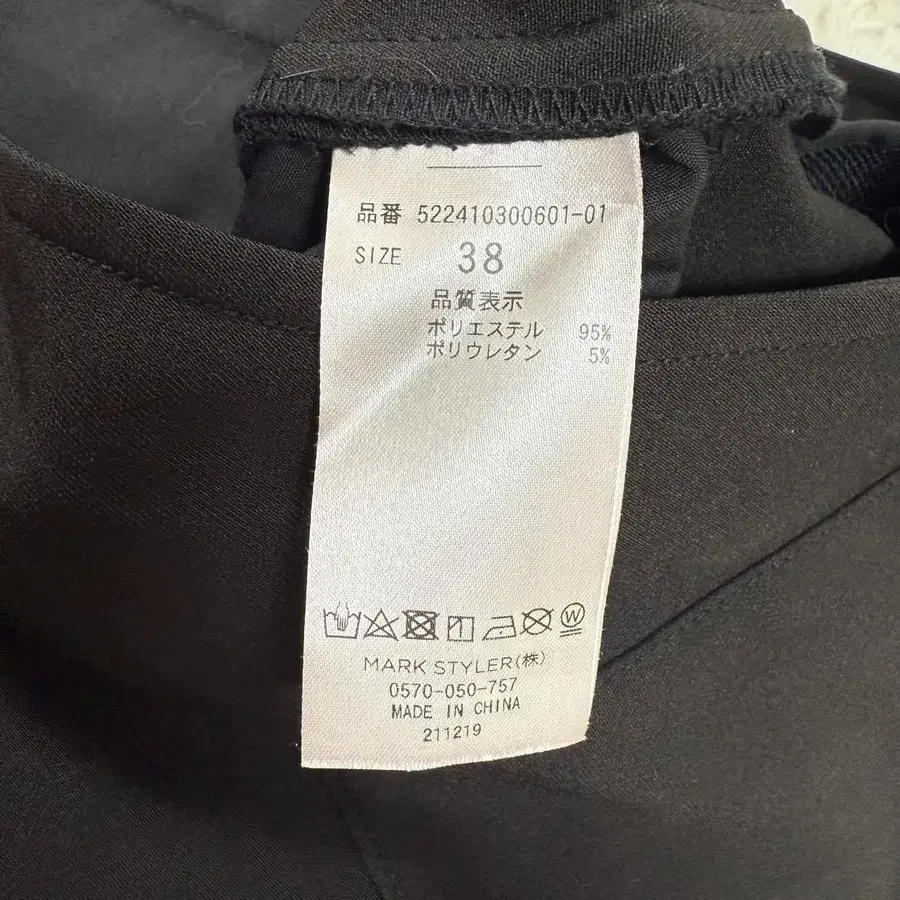 品番 522410300601-01
SIZE 38
品質表示
ポリエステル 95%
ポリウレタン 5%
W
MARK STYLER(株)
0570-050-757
MADE IN CHINA
211219